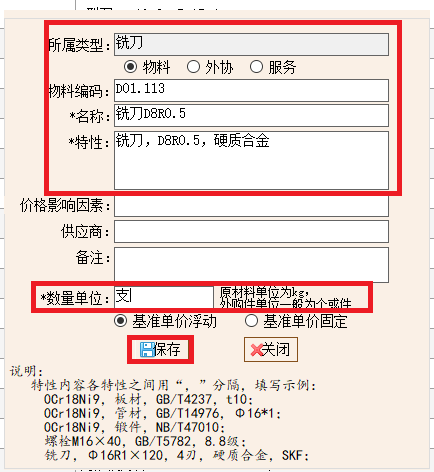 所属类型: 铣刀
物料 外协 服务
物料编码: D01.113
*名称: 铣刀D8R0.5
*特性: 铣刀, D8R0.5, 硬质合金
价格影响因素:
供应商:
备注:
*数量单位: 支
原材料单位为kg,
外购件单位一般为个或件
基准单价浮动 基准单价固定
保存 关闭
说明:
特性内容各特性之间用“, ”分隔, 填写示例:
OCr18Ni9, 板材, GB/T4237, t10;
OCr18Ni9, 管材, GB/T14976, Φ16*1;
OCr18Ni9, 锻件, NB/T47010;
螺栓M16×40, GB/T5782, 8.8级;
铣刀, Φ16R1×120, 4刃, 硬质合金, SKF;